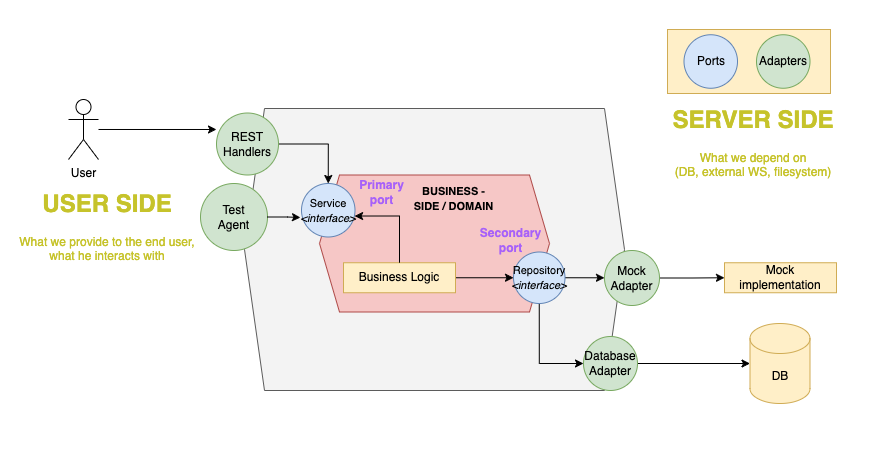 Ports
Adapters
SERVER SIDE
What we depend on
(DB, external WS, filesystem)
User
USER SIDE
What we provide to the end user,
what he interacts with
REST
Handlers
Test
Agent
Service
<interface>
Primary
port
BUSINESS -
SIDE / DOMAIN
Secondary
port
Business Logic
Repository
<interface>
Mock
Adapter
Mock
implementation
Database
Adapter
DB